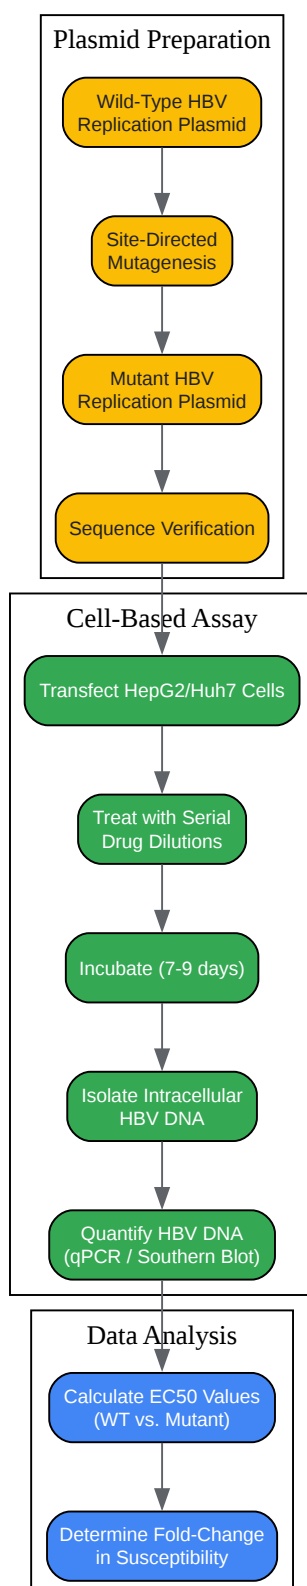 Plasmid Preparation
Wild-Type HBV
Replication Plasmid
Site-Directed
Mutagenesis
Mutant HBV
Replication Plasmid
Sequence Verification
Cell-Based Assay
Transfect HepG2/Huh7 Cells
Treat with Serial
Drug Dilutions
Incubate (7-9 days)
Isolate Intracellular
HBV DNA
Quantify HBV DNA
(qPCR / Southern Blot)
Data Analysis
Calculate EC50 Values
(WT vs. Mutant)
Determine Fold-Change
in Susceptibility